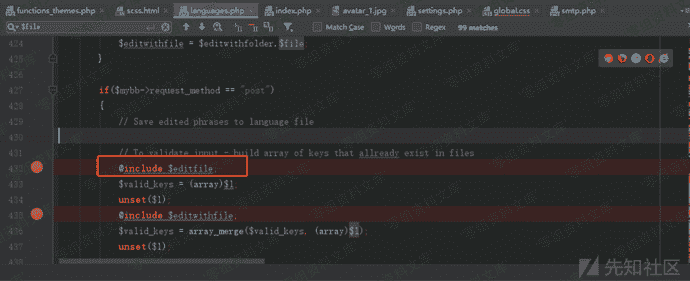 functions_themes.php scss.html languages.php index.php avatar_1.jpg settings.php global.css smtp.php
$file Match Case Regex Words 99 matches
424 $editwithfile = $editwithfolder.$file
425 }
426
427 if($mybb->request_method == "post")
428 {
429 // Save edited phrases to language file
430
431 // To validate input - build array of keys that allready exist in files
432 @include $editfile;
433 $valid_keys = (array)$l;
434 unset($l);
435 @include $editwithfile;
436 $valid_keys = array_merge($valid_keys, (array)$l);
437 unset($l)
438
先知社区